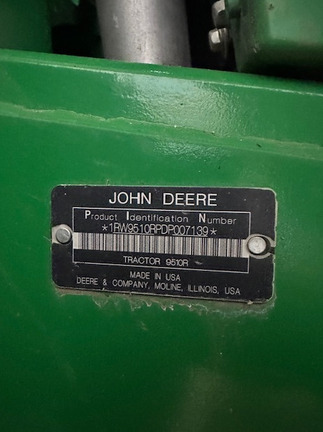 JOHN DEERE
Product Identification Number
*1RW9510RPDP007139*
TRACTOR 9510R
MADE IN USA
DEERE & COMPANY, MOLINE, ILLINOIS, USA